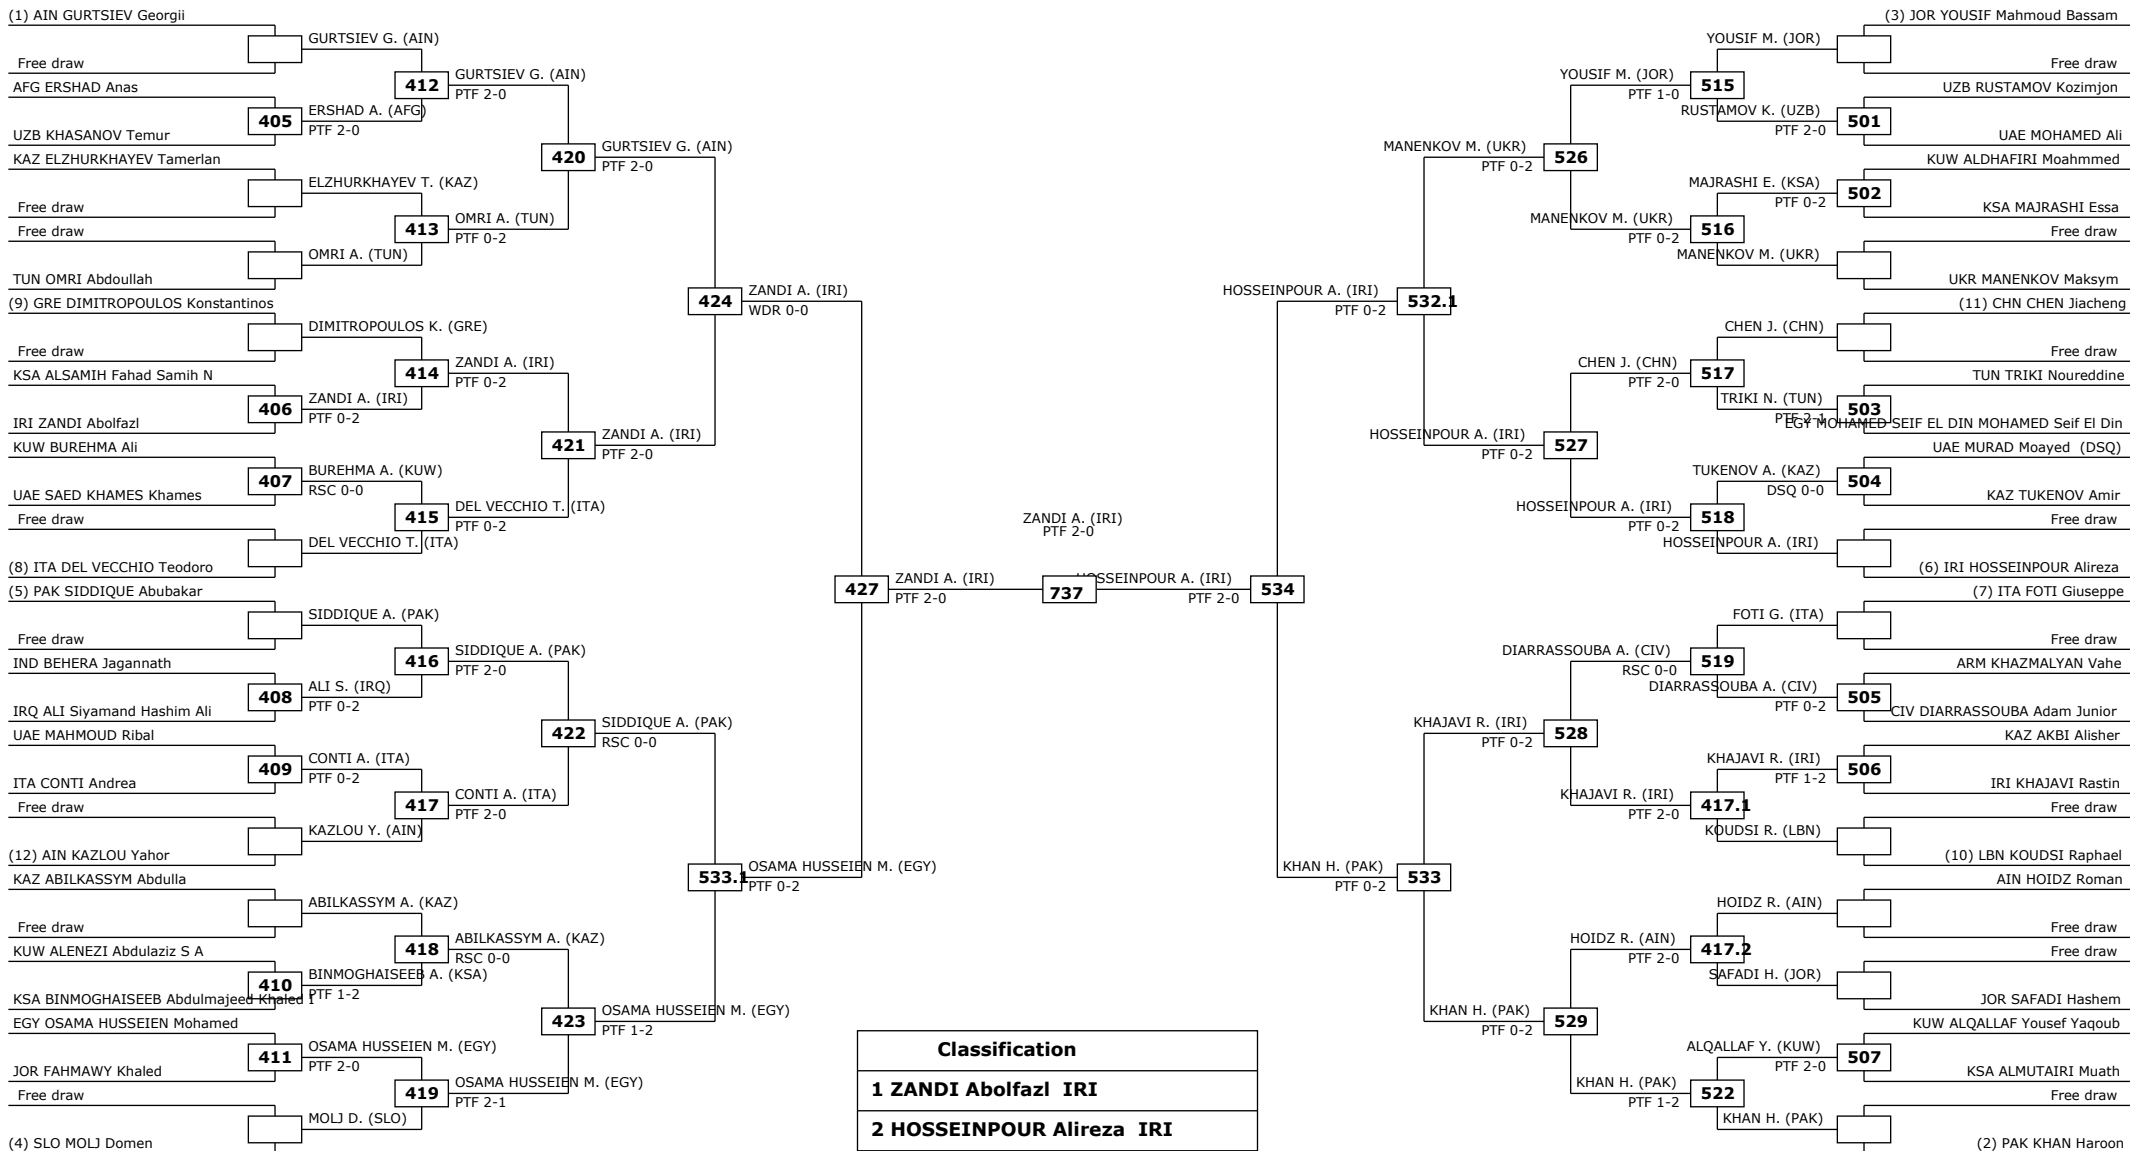 (1) AIN GURTSIEV Georgii
GURTSIEV G. (AIN)
Free draw
412
GURTSIEV G. (AIN)
PTF 2-0
AFG ERSHAD Anas
405
ERSHAD A. (AFG)
PTF 2-0
UZB KHASANOV Temur
420
GURTSIEV G. (AIN)
PTF 2-0
KAZ ELZHURKHAYEV Tamerlan
ELZHURKHAYEV T. (KAZ)
Free draw
413
OMRI A. (TUN)
PTF 0-2
Free draw
OMRI A. (TUN)
TUN OMRI Abdoullah
424
ZANDI A. (IRI)
WDR 0-0
(9) GRE DIMITROPOULOS Konstantinos
DIMITROPOULOS K. (GRE)
Free draw
414
ZANDI A. (IRI)
PTF 0-2
KSA ALSAMIH Fahad Samih N
406
ZANDI A. (IRI)
PTF 0-2
IRI ZANDI Abolfazl
421
ZANDI A. (IRI)
PTF 2-0
KUW BUREHMA Ali
407
BUREHMA A. (KUW)
RSC 0-0
UAE SAED KHAMES Khames
415
DEL VECCHIO T. (ITA)
PTF 0-2
Free draw
DEL VECCHIO T. (ITA)
(8) ITA DEL VECCHIO Teodoro
427
ZANDI A. (IRI)
PTF 2-0
(5) PAK SIDDIQUE Abubakar
SIDDIQUE A. (PAK)
Free draw
416
SIDDIQUE A. (PAK)
PTF 2-0
IND BEHERA Jagannath
408
ALI S. (IRQ)
PTF 0-2
IRQ ALI Siyamand Hashim Ali
422
SIDDIQUE A. (PAK)
RSC 0-0
UAE MAHMOUD Ribal
409
CONTI A. (ITA)
PTF 0-2
ITA CONTI Andrea
417
CONTI A. (ITA)
PTF 2-0
Free draw
KAZLOU Y. (AIN)
(12) AIN KAZLOU Yahor
533.1
OSAMA HUSSEIEN M. (EGY)
PTF 0-2
KAZ ABILKASSYM Abdulla
ABILKASSYM A. (KAZ)
Free draw
418
ABILKASSYM A. (KAZ)
RSC 0-0
KUW ALENEZI Abdulaziz S A
410
BINMOGHAISEEB A. (KSA)
PTF 1-2
KSA BINMOGHAISEEB Abdulmajeed Khaled I
423
OSAMA HUSSEIEN M. (EGY)
PTF 1-2
EGY OSAMA HUSSEIEN Mohamed
411
OSAMA HUSSEIEN M. (EGY)
PTF 2-0
JOR FAHMAWY Khaled
419
OSAMA HUSSEIEN M. (EGY)
PTF 2-1
Free draw
MOLJ D. (SLO)
(4) SLO MOLJ Domen
ZANDI A. (IRI)
PTF 2-0
737
(3) JOR YOUSIF Mahmoud Bassam
YOUSIF M. (JOR)
Free draw
YOUSIF M. (JOR)
PTF 1-0
515
UZB RUSTAMOV Kozimjon
RUSTAMOV K. (UZB)
PTF 2-0
501
UAE MOHAMED Ali
MANENKOV M. (UKR)
PTF 0-2
526
KUW ALDHAFIRI Moahmmed
MAJRASHI E. (KSA)
PTF 0-2
502
KSA MAJRASHI Essa
MANENKOV M. (UKR)
PTF 0-2
516
Free draw
MANENKOV M. (UKR)
UKR MANENKOV Maksym
HOSSEINPOUR A. (IRI)
PTF 0-2
532.1
(11) CHN CHEN Jiacheng
CHEN J. (CHN)
Free draw
CHEN J. (CHN)
PTF 2-0
517
TUN TRIKI Noureddine
TRIKI N. (TUN)
PTF 2-1
503
EGY MOHAMED SEIF EL DIN MOHAMED Seif El Din
HOSSEINPOUR A. (IRI)
PTF 0-2
527
UAE MURAD Moayed (DSQ)
TUKENOV A. (KAZ)
DSQ 0-0
504
KAZ TUKENOV Amir
HOSSEINPOUR A. (IRI)
PTF 0-2
518
Free draw
HOSSEINPOUR A. (IRI)
(6) IRI HOSSEINPOUR Alireza
HOSSEINPOUR A. (IRI)
PTF 2-0
534
(7) ITA FOTI Giuseppe
FOTI G. (ITA)
Free draw
DIARRASSOUBA A. (CIV)
RSC 0-0
519
ARM KHAZMALYAN Vahe
DIARRASSOUBA A. (CIV)
PTF 0-2
505
CIV DIARRASSOUBA Adam Junior
KHAJAVI R. (IRI)
PTF 0-2
528
KAZ AKBI Alisher
KHAJAVI R. (IRI)
PTF 1-2
506
IRI KHAJAVI Rastin
KHAJAVI R. (IRI)
PTF 2-0
417.1
Free draw
KOUDSI R. (LBN)
(10) LBN KOUDSI Raphael
KHAN H. (PAK)
PTF 0-2
533
AIN HOIDZ Roman
HOIDZ R. (AIN)
Free draw
HOIDZ R. (AIN)
PTF 2-0
417.2
Free draw
SAFADI H. (JOR)
JOR SAFADI Hashem
KHAN H. (PAK)
PTF 0-2
529
KUW ALQALLAF Yousef Yaqoub
ALQALLAF Y. (KUW)
PTF 2-0
507
KSA ALMUTAIRI Muath
KHAN H. (PAK)
PTF 1-2
522
Free draw
KHAN H. (PAK)
(2) PAK KHAN Haroon
Classification
1 ZANDI Abolfazl IRI
2 HOSSEINPOUR Alireza IRI